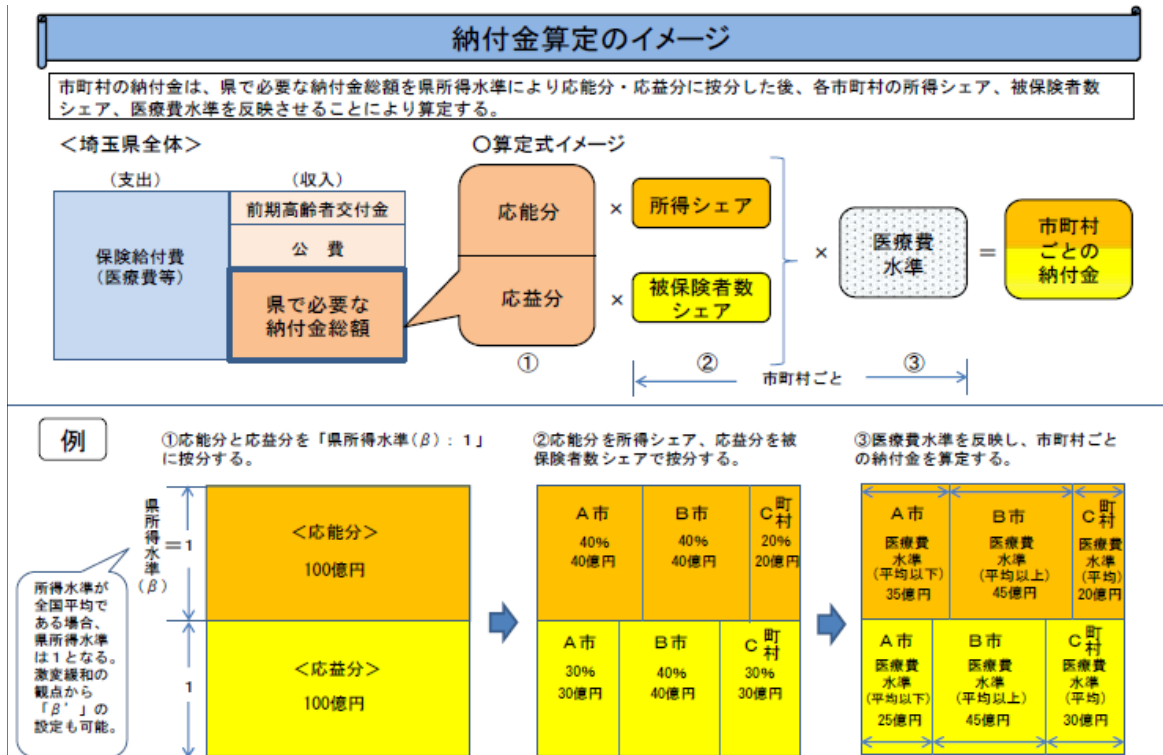 納付金算定のイメージ
市町村の納付金は、県で必要な納付金総額を県所得水準により応能分・応益分に按分した後、各市町村の所得シェア、被保険者数
シェア、医療費水準を反映させることにより算定する。
＜埼玉県全体＞
〇算定式イメージ
(支出)
(収入)
保険給付費
(医療費等)
前期高齢者交付金
公　費
県で必要な
納付金総額
応能分
×
所得シェア
応益分
×
被保険者数
シェア
×
医療費
水準
＝
市町村
ごとの
納付金
①
②
③
市町村ごと
例
①応能分と応益分を「県所得水準(β)：1」
に按分する。
県所得水準(β)
＝1
1
所得水準が
全国平均で
ある場合、
県所得水準
は1となる。
激変緩和の
観点から
「β'」の
設定も可能。
＜応能分＞
100億円
＜応益分＞
100億円
②応能分を所得シェア、応益分を被
保険者数シェアで按分する。
A市
40%
40億円
B市
40%
40億円
C町村
20%
20億円
A市
30%
30億円
B市
40%
40億円
C町村
30%
30億円
③医療費水準を反映し、市町村ごと
の納付金を算定する。
A市
医療費
水準
(平均以下)
35億円
B市
医療費
水準
(平均以上)
45億円
C町村
医療費
水準
(平均)
20億円
A市
医療費
水準
(平均以下)
25億円
B市
医療費
水準
(平均以上)
45億円
C町村
医療費
水準
(平均)
30億円